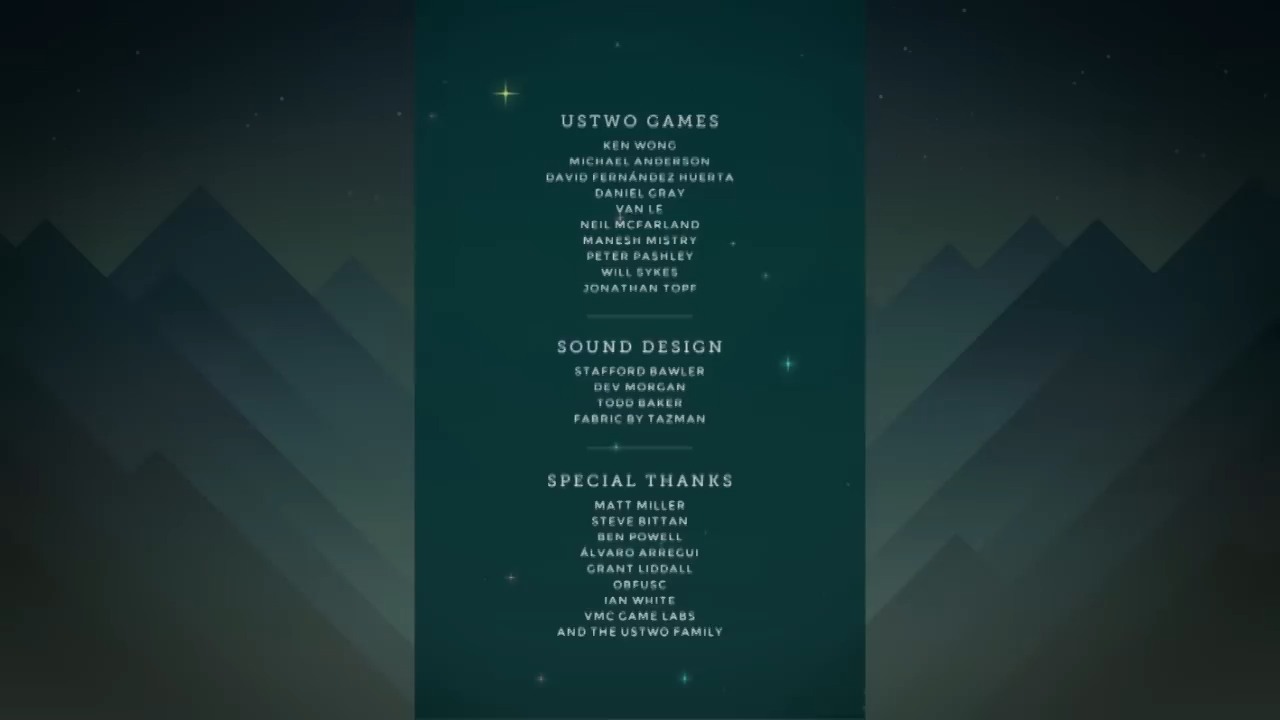 USTWO GAMES
KEN WONG
MICHAEL ANDERSON
DAVID FERNÁNDEZ HUERTA
DANIEL GRAY
VAN LE
NEIL MCFARLAND
MANESH MISTRY
PETER PASHLEY
WILL SYKES
JONATHAN TOPF
SOUND DESIGN
STAFFORD BAWLER
DEV MORGAN
TODD BAKER
FABRIC BY TAZMAN
SPECIAL THANKS
MATT MILLER
STEVE BITTAN
BEN POWELL
ÁLVARO ARREGUI
GRANT LIDDALL
OBFUSC
IAN WHITE
VMC GAME LABS
AND THE USTWO FAMILY